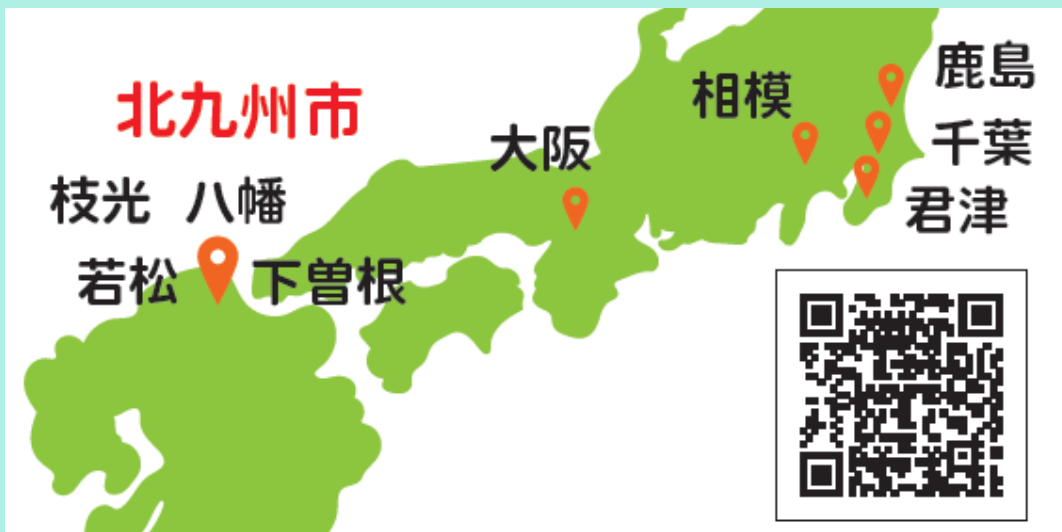 北九州市
枝光 八幡
若松 下曽根
大阪
相模
鹿島
千葉
君津